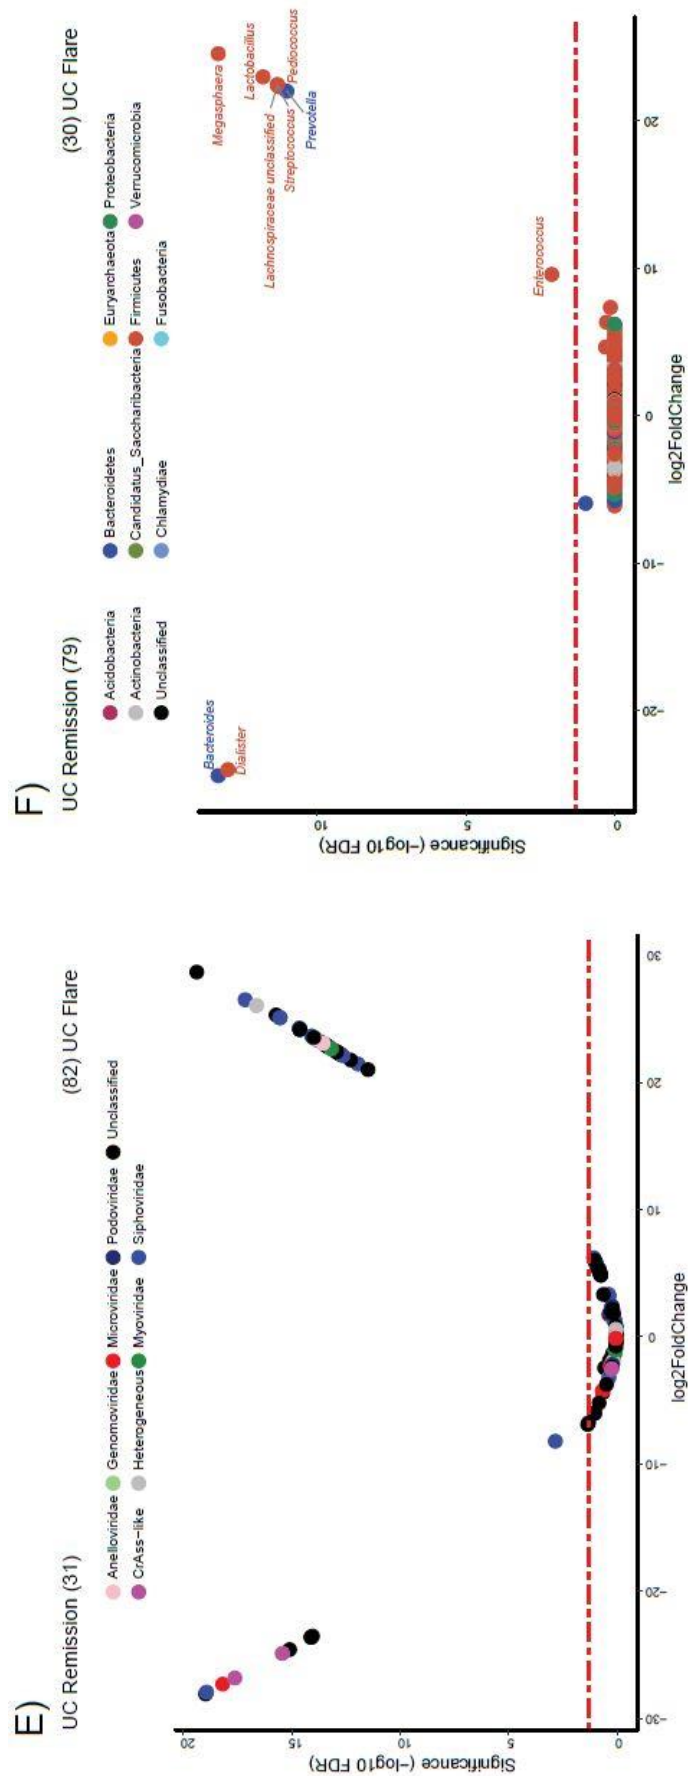 E)
UC Remission (31)
(82) UC Flare
Anelloviridae
Genomoviridae
Microviridae
Podoviridae
Unclassified
CrAss-like
Heterogeneous
Myoviridae
Siphoviridae
Significance (-log10 FDR)
20
15
10
5
0
-30
-20
-10
0
10
20
30
log2FoldChange
F)
UC Remission (79)
(30) UC Flare
Acidobacteria
Bacteroidetes
Euryarchaeota
Proteobacteria
Actinobacteria
Candidatus_Saccharibacteria
Firmicutes
Verrucomicrobia
Unclassified
Chlamydiae
Fusobacteria
Bacteroides
Dialister
Megasphaera
Lactobacillus
Lachnospiraceae unclassified
Streptococcus
Pediococcus
Prevotella
Enterococcus
Significance (-log10 FDR)
10
5
0
-20
-10
0
10
20
log2FoldChange